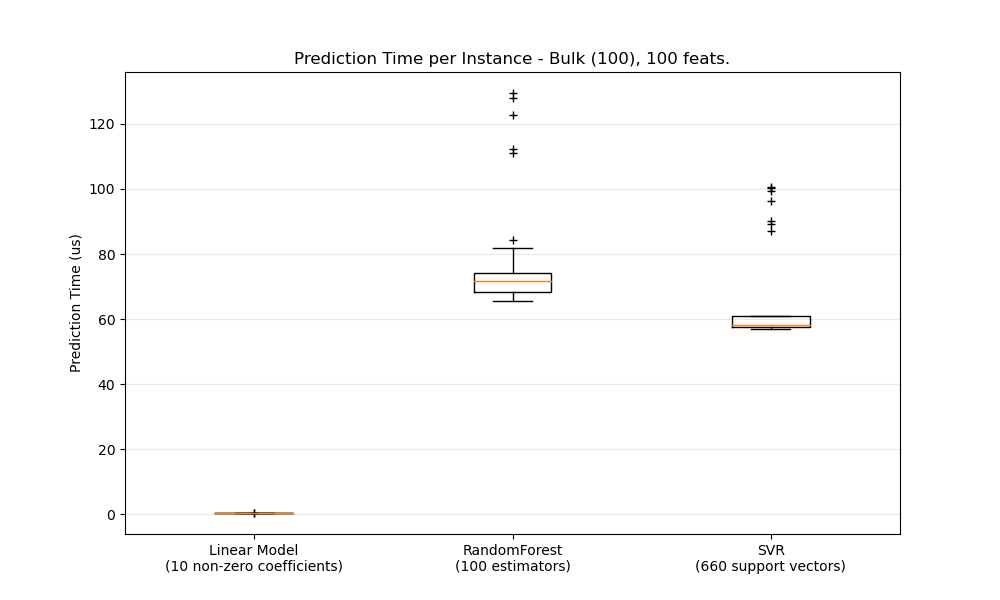 Prediction Time per Instance - Bulk (100), 100 feats.
Prediction Time (us)
120
100
80
60
40
20
0
Linear Model
(10 non-zero coefficients)
RandomForest
(100 estimators)
SVR
(660 support vectors)